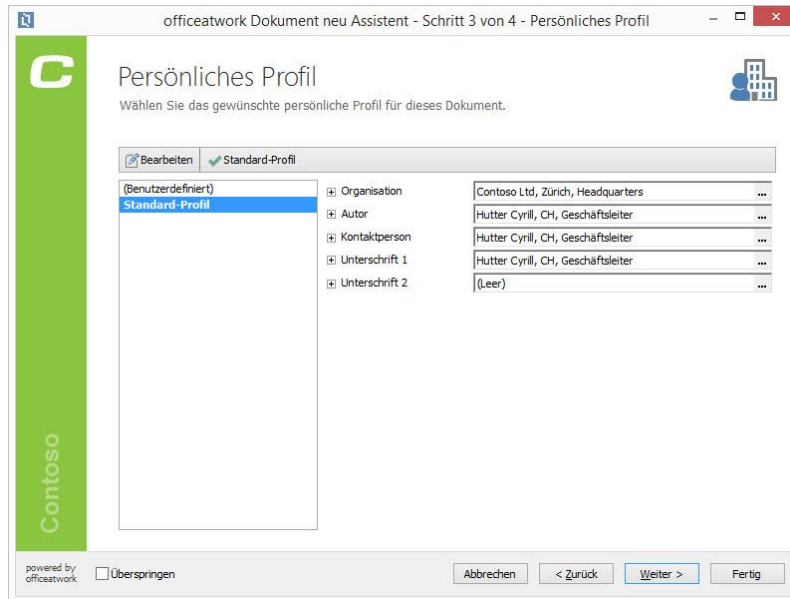 officeatwork Dokument neu Assistent - Schritt 3 von 4 - Persönliches Profil
C
Persönliches Profil
Wählen Sie das gewünschte persönliche Profil für dieses Dokument.
Bearbeiten Standard-Profil
(Benutzerdefiniert)
Standard-Profil
Organisation Contoso Ltd, Zürich, Headquarters ...
Autor Hutter Cyrill, CH, Geschäftsleiter ...
Kontaktperson Hutter Cyrill, CH, Geschäftsleiter ...
Unterschrift 1 Hutter Cyrill, CH, Geschäftsleiter ...
Unterschrift 2 (Leer) ...
Contoso
powered by
officeatwork
Überspringen Abbrechen < Zurück Weiter > Fertig